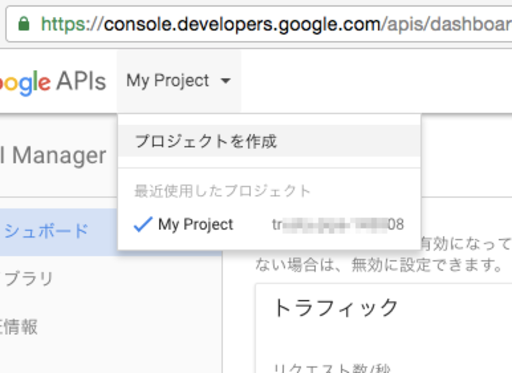 https://console.developers.google.com/apis/dashboar
oogle APIs My Project
プロジェクトを作成
I Manager
最近使用したプロジェクト
My Project
シュボード
有効になって
ない場合は、無効に設定できます。
ブラリ
トラフィック
証情報
リクエスト数/秒